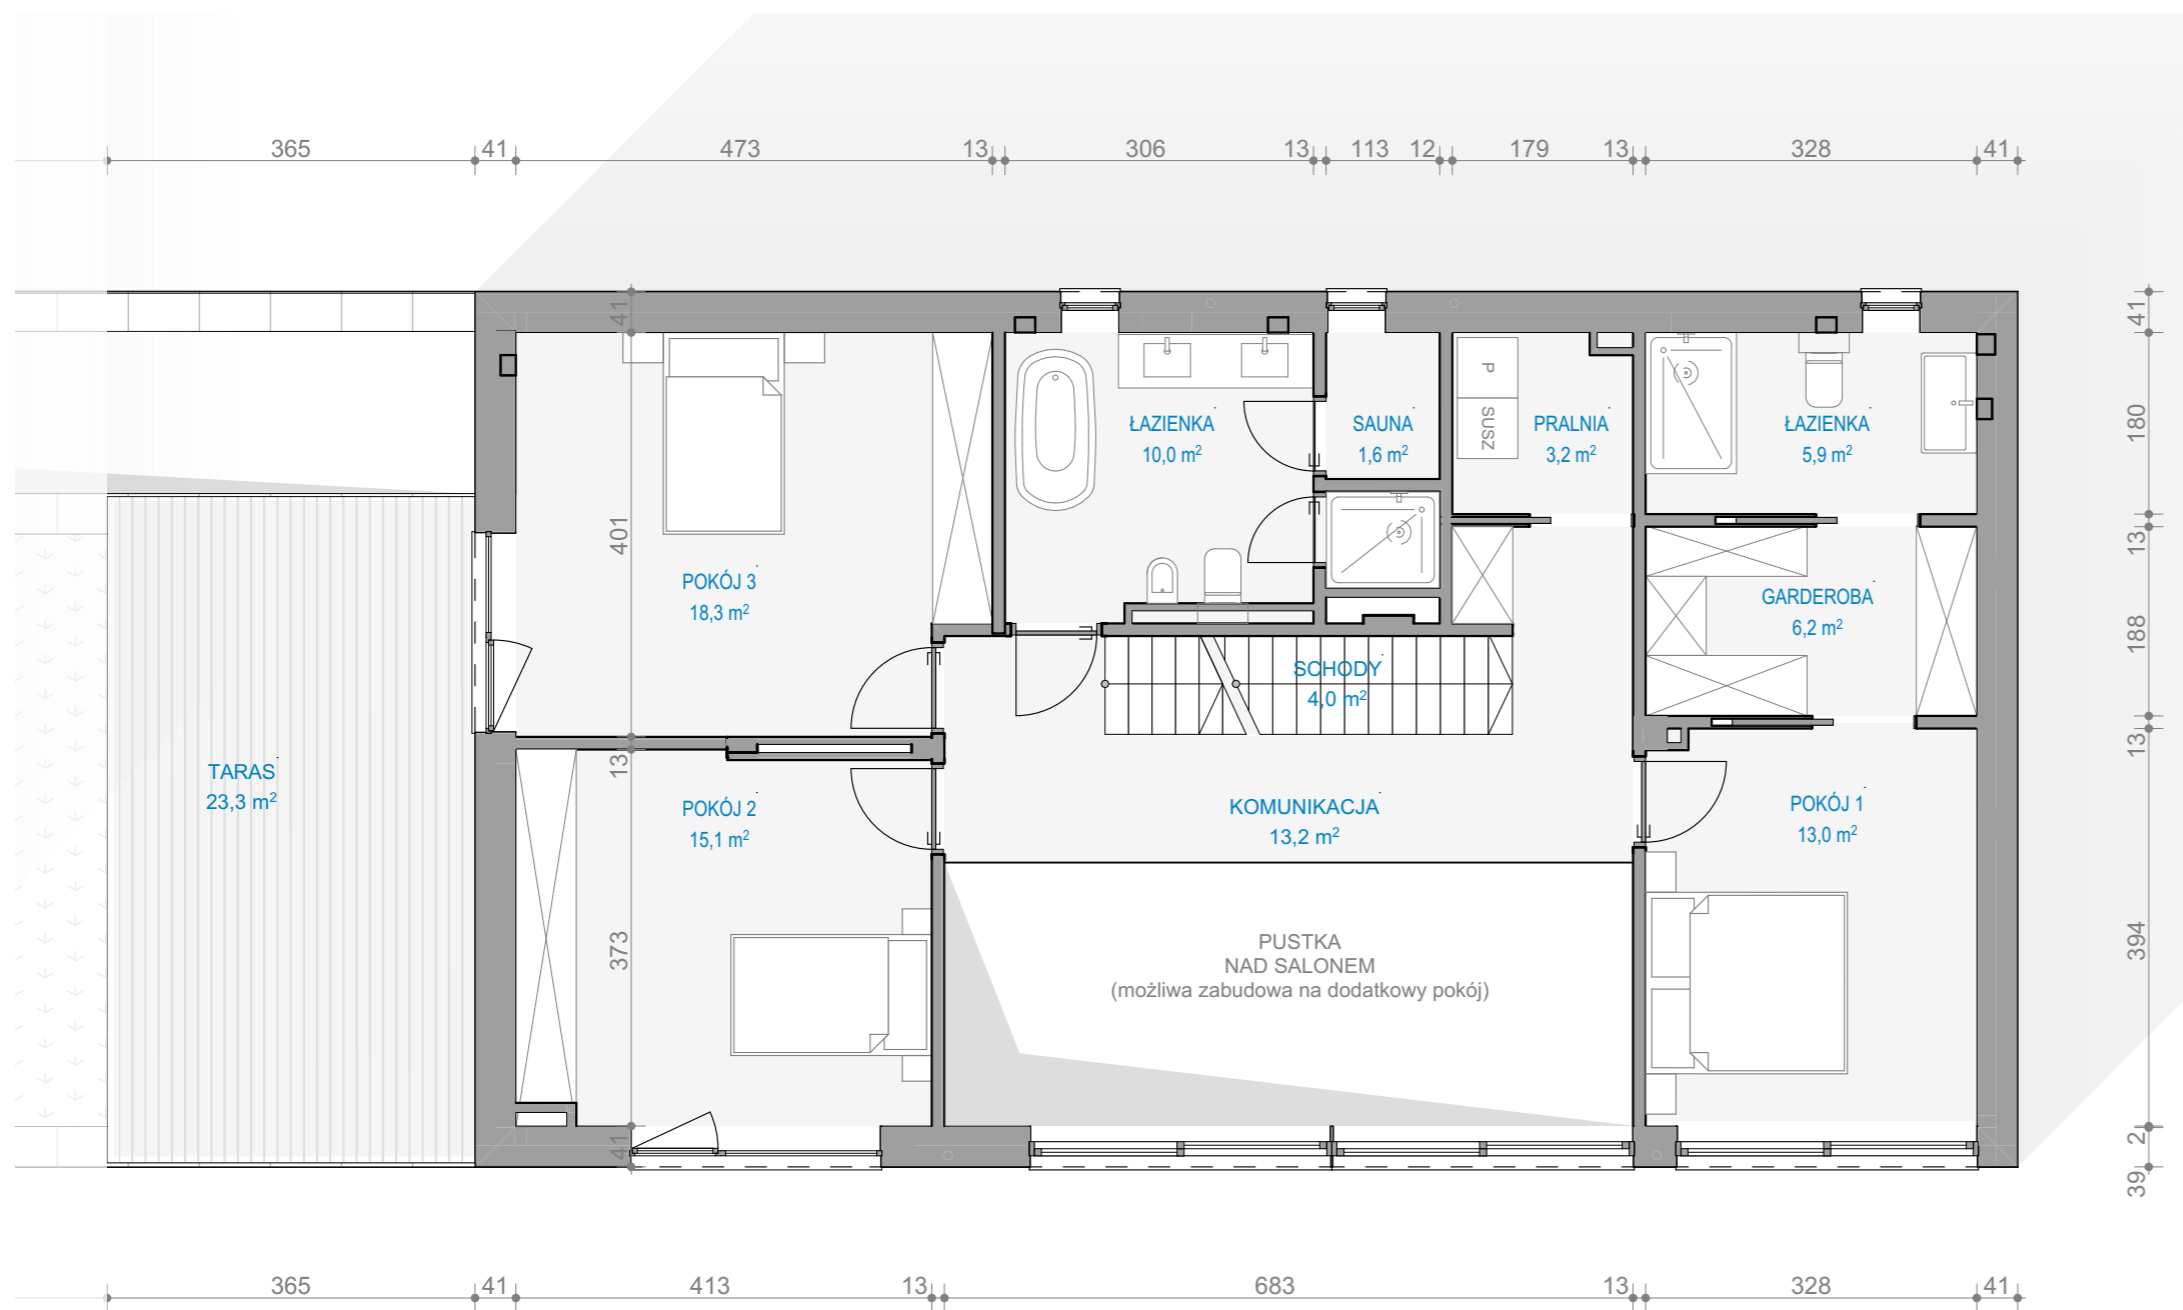 365 41 473 13 306 13 113 12 179 13 328 41
41
41
ŁAZIENKA
10,0 m²
SAUNA
1,6 m²
P
SUSZ
PRALNIA
3,2 m²
ŁAZIENKA
5,9 m²
180
401
13
POKÓJ 3
18,3 m²
GARDEROBA
6,2 m²
188
SCHODY
4,0 m²
13
13
TARAS
23,3 m²
POKÓJ 2
15,1 m²
KOMUNIKACJA
13,2 m²
POKÓJ 1
13,0 m²
373
394
PUSTKA
NAD SALONEM
(możliwa zabudowa na dodatkowy pokój)
41
2
39
365 41 413 13 683 13 328 41